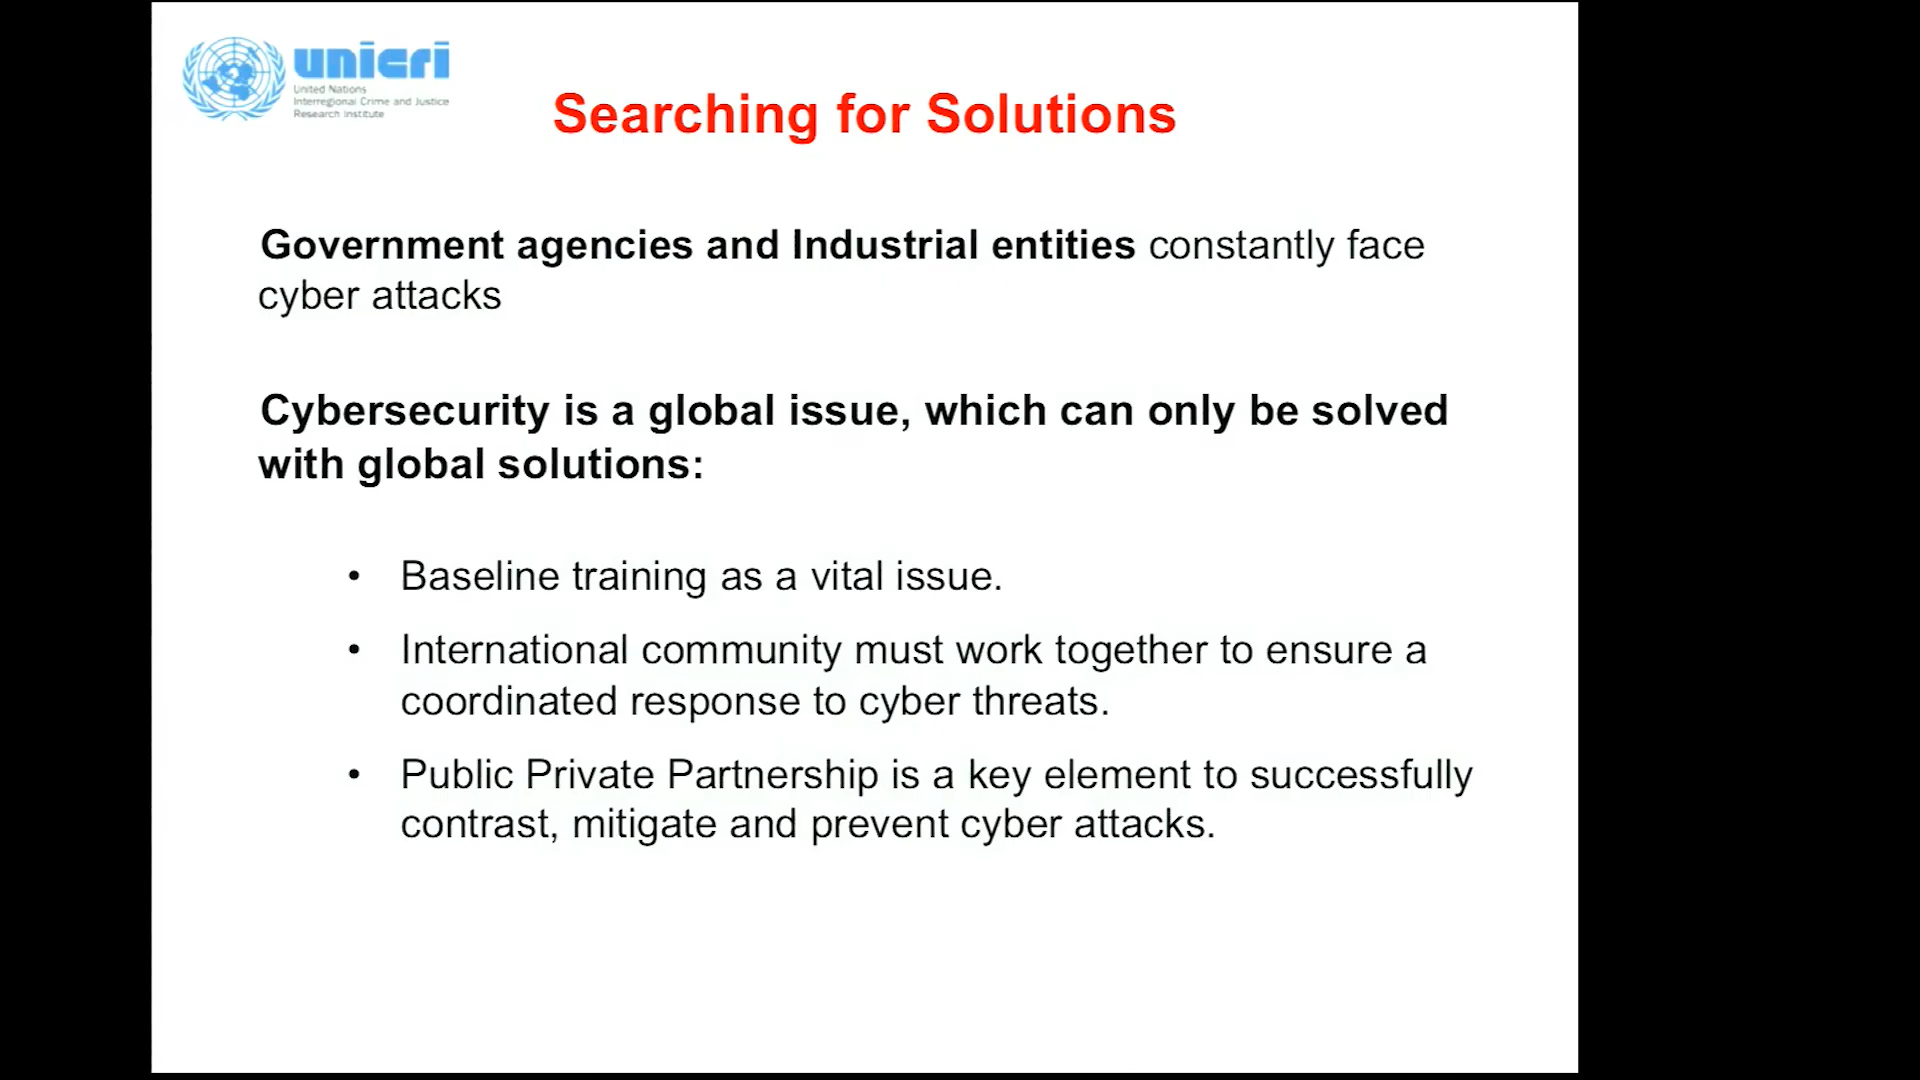 unicri
United Nations
Interregional Crime and Justice
Research Institute
Searching for Solutions
Government agencies and Industrial entities constantly face
cyber attacks
Cybersecurity is a global issue, which can only be solved
with global solutions:
• Baseline training as a vital issue.
• International community must work together to ensure a
coordinated response to cyber threats.
• Public Private Partnership is a key element to successfully
contrast, mitigate and prevent cyber attacks.